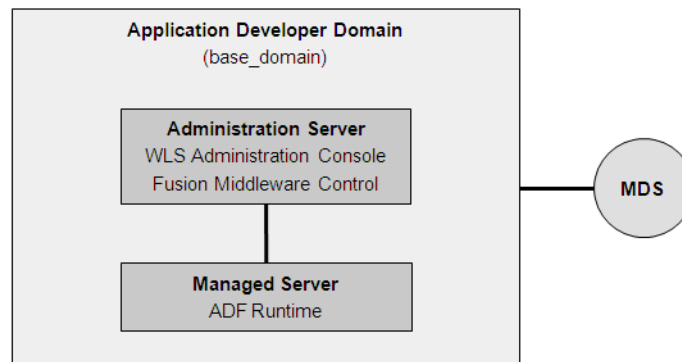 Application Developer Domain
(base_domain)
Administration Server
WLS Administration Console
Fusion Middleware Control
MDS
Managed Server
ADF Runtime